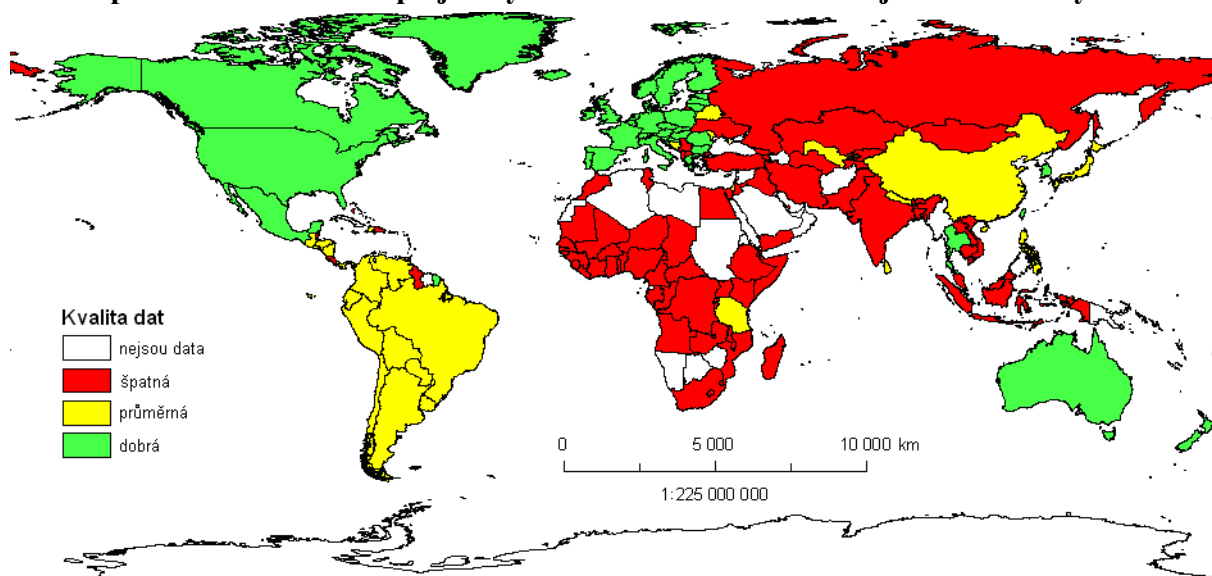 Kvalita dat
nejsou data
špatná
průměrná
dobrá
0 5 000 10 000 km
1:225 000 000